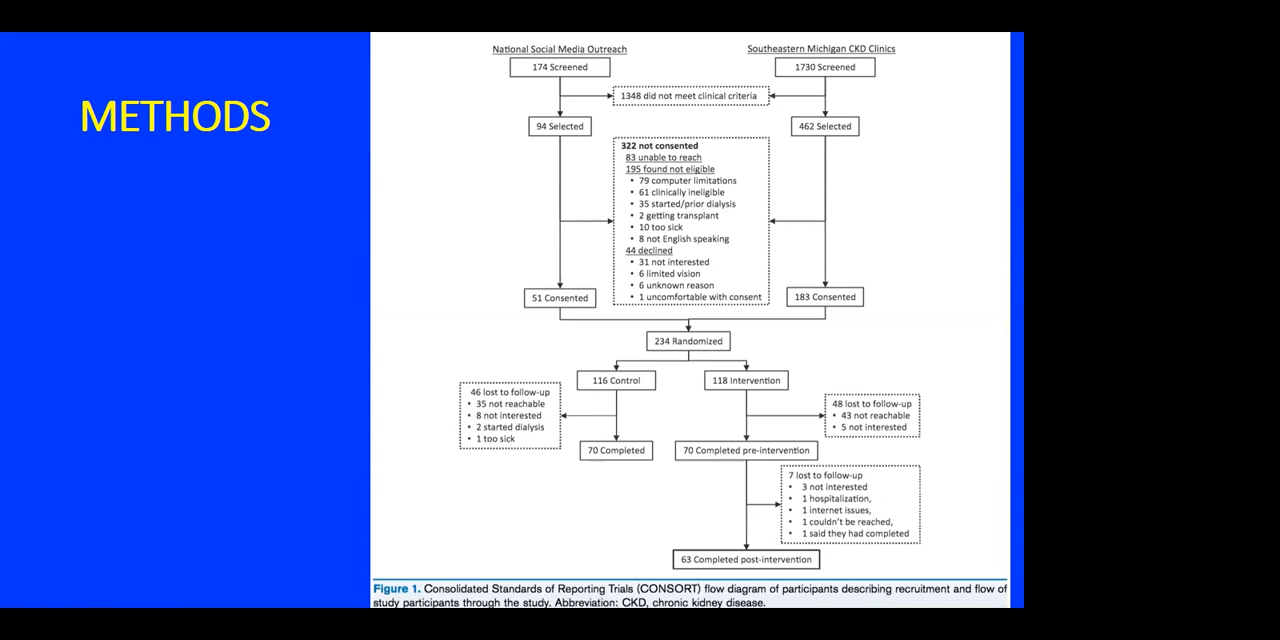 METHODS
National Social Media Outreach
Southeastern Michigan CKD Clinics
174 Screened
1730 Screened
1348 did not meet clinical criteria
94 Selected
462 Selected
322 not consented
83 unable to reach
195 found not eligible
• 79 computer limitations
• 61 clinically ineligible
• 35 started/prior dialysis
• 2 getting transplant
• 10 too sick
• 8 not English speaking
44 declined
• 31 not interested
• 6 limited vision
• 6 unknown reason
• 1 uncomfortable with consent
51 Consented
183 Consented
234 Randomized
116 Control
118 Intervention
46 lost to follow-up
• 35 not reachable
• 8 not interested
• 2 started dialysis
• 1 too sick
48 lost to follow-up
• 43 not reachable
• 5 not interested
70 Completed
70 Completed pre-intervention
7 lost to follow-up
• 3 not interested
• 1 hospitalization,
• 1 internet issues,
• 1 couldn't be reached,
• 1 said they had completed
63 Completed post-intervention
Figure 1. Consolidated Standards of Reporting Trials (CONSORT) flow diagram of participants describing recruitment and flow of
study participants through the study. Abbreviation: CKD, chronic kidney disease.